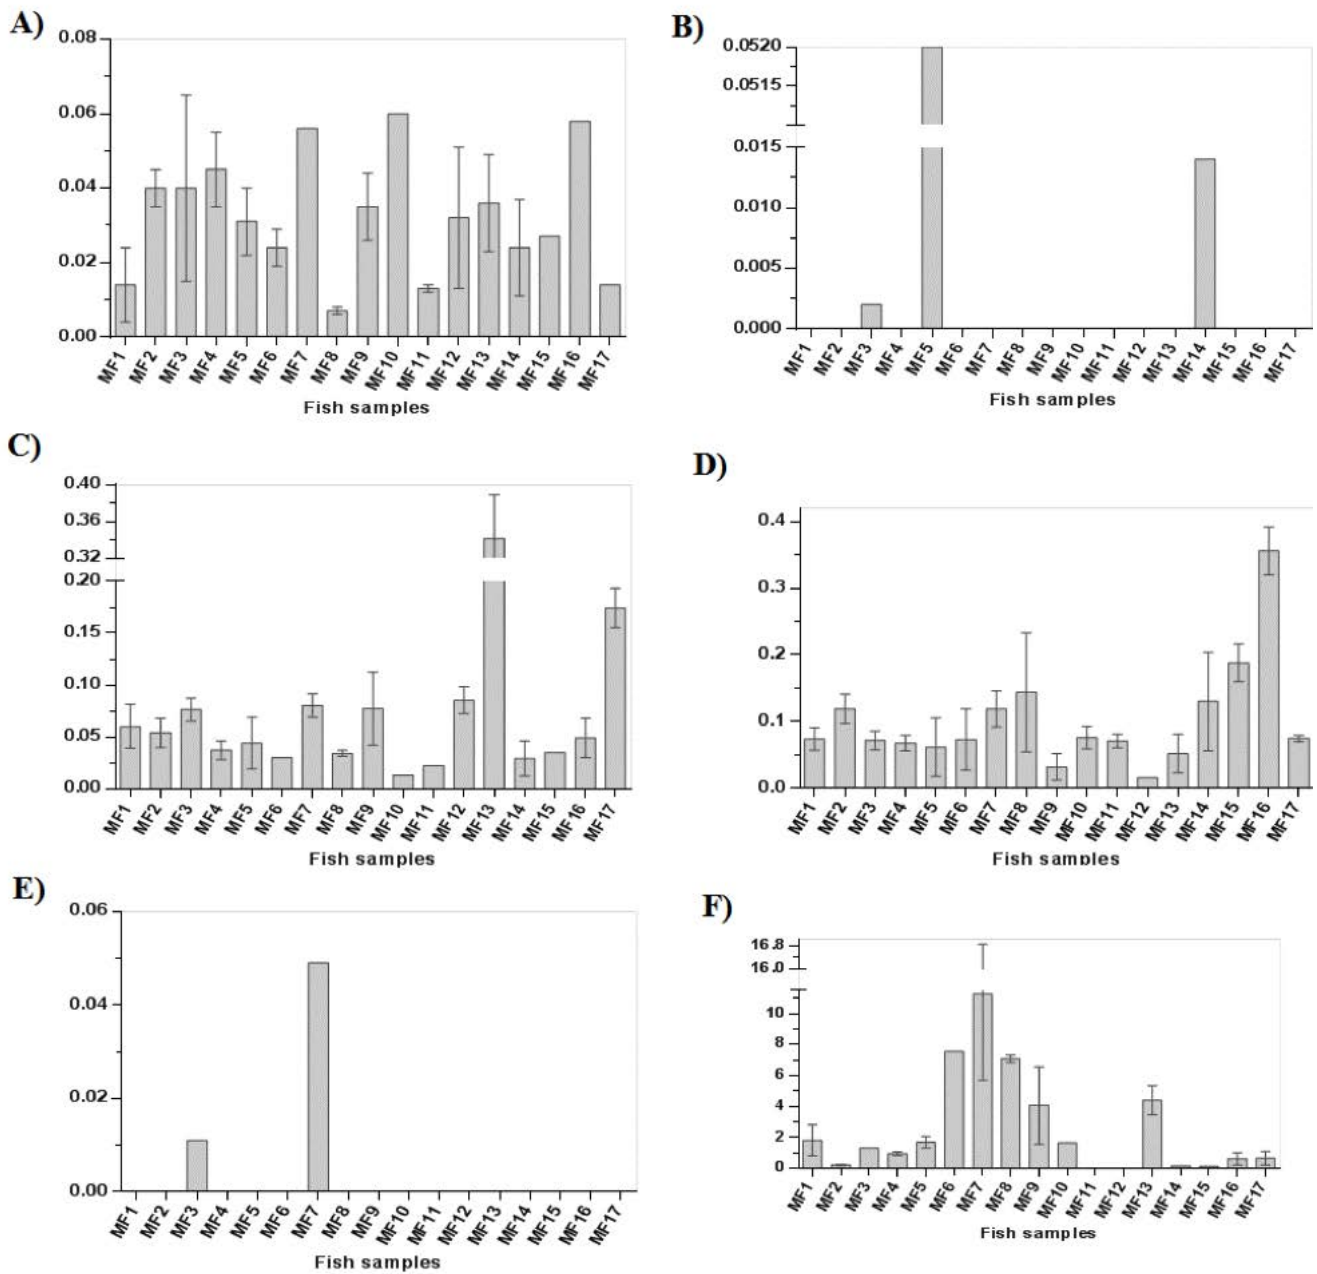 A)
0.08
0.06
0.04
0.02
0.00
MF1 MF2 MF3 MF4 MF5 MF6 MF7 MF8 MF9 MF10 MF11 MF12 MF13 MF14 MF15 MF16 MF17
Fish samples
B)
0.0520
0.0515
0.015
0.010
0.005
0.000
MF1 MF2 MF3 MF4 MF5 MF6 MF7 MF8 MF9 MF10 MF11 MF12 MF13 MF14 MF15 MF16 MF17
Fish samples
C)
0.40
0.36
0.32
0.20
0.15
0.10
0.05
0.00
MF1 MF2 MF3 MF4 MF5 MF6 MF7 MF8 MF9 MF10 MF11 MF12 MF13 MF14 MF15 MF16 MF17
Fish samples
D)
0.4
0.3
0.2
0.1
0.0
MF1 MF2 MF3 MF4 MF5 MF6 MF7 MF8 MF9 MF10 MF11 MF12 MF13 MF14 MF15 MF16 MF17
Fish samples
E)
0.06
0.04
0.02
0.00
MF1 MF2 MF3 MF4 MF5 MF6 MF7 MF8 MF9 MF10 MF11 MF12 MF13 MF14 MF15 MF16 MF17
Fish samples
F)
16.8
16.0
10
8
6
4
2
0
MF1 MF2 MF3 MF4 MF5 MF6 MF7 MF8 MF9 MF10 MF11 MF12 MF13 MF14 MF15 MF16 MF17
Fish samples